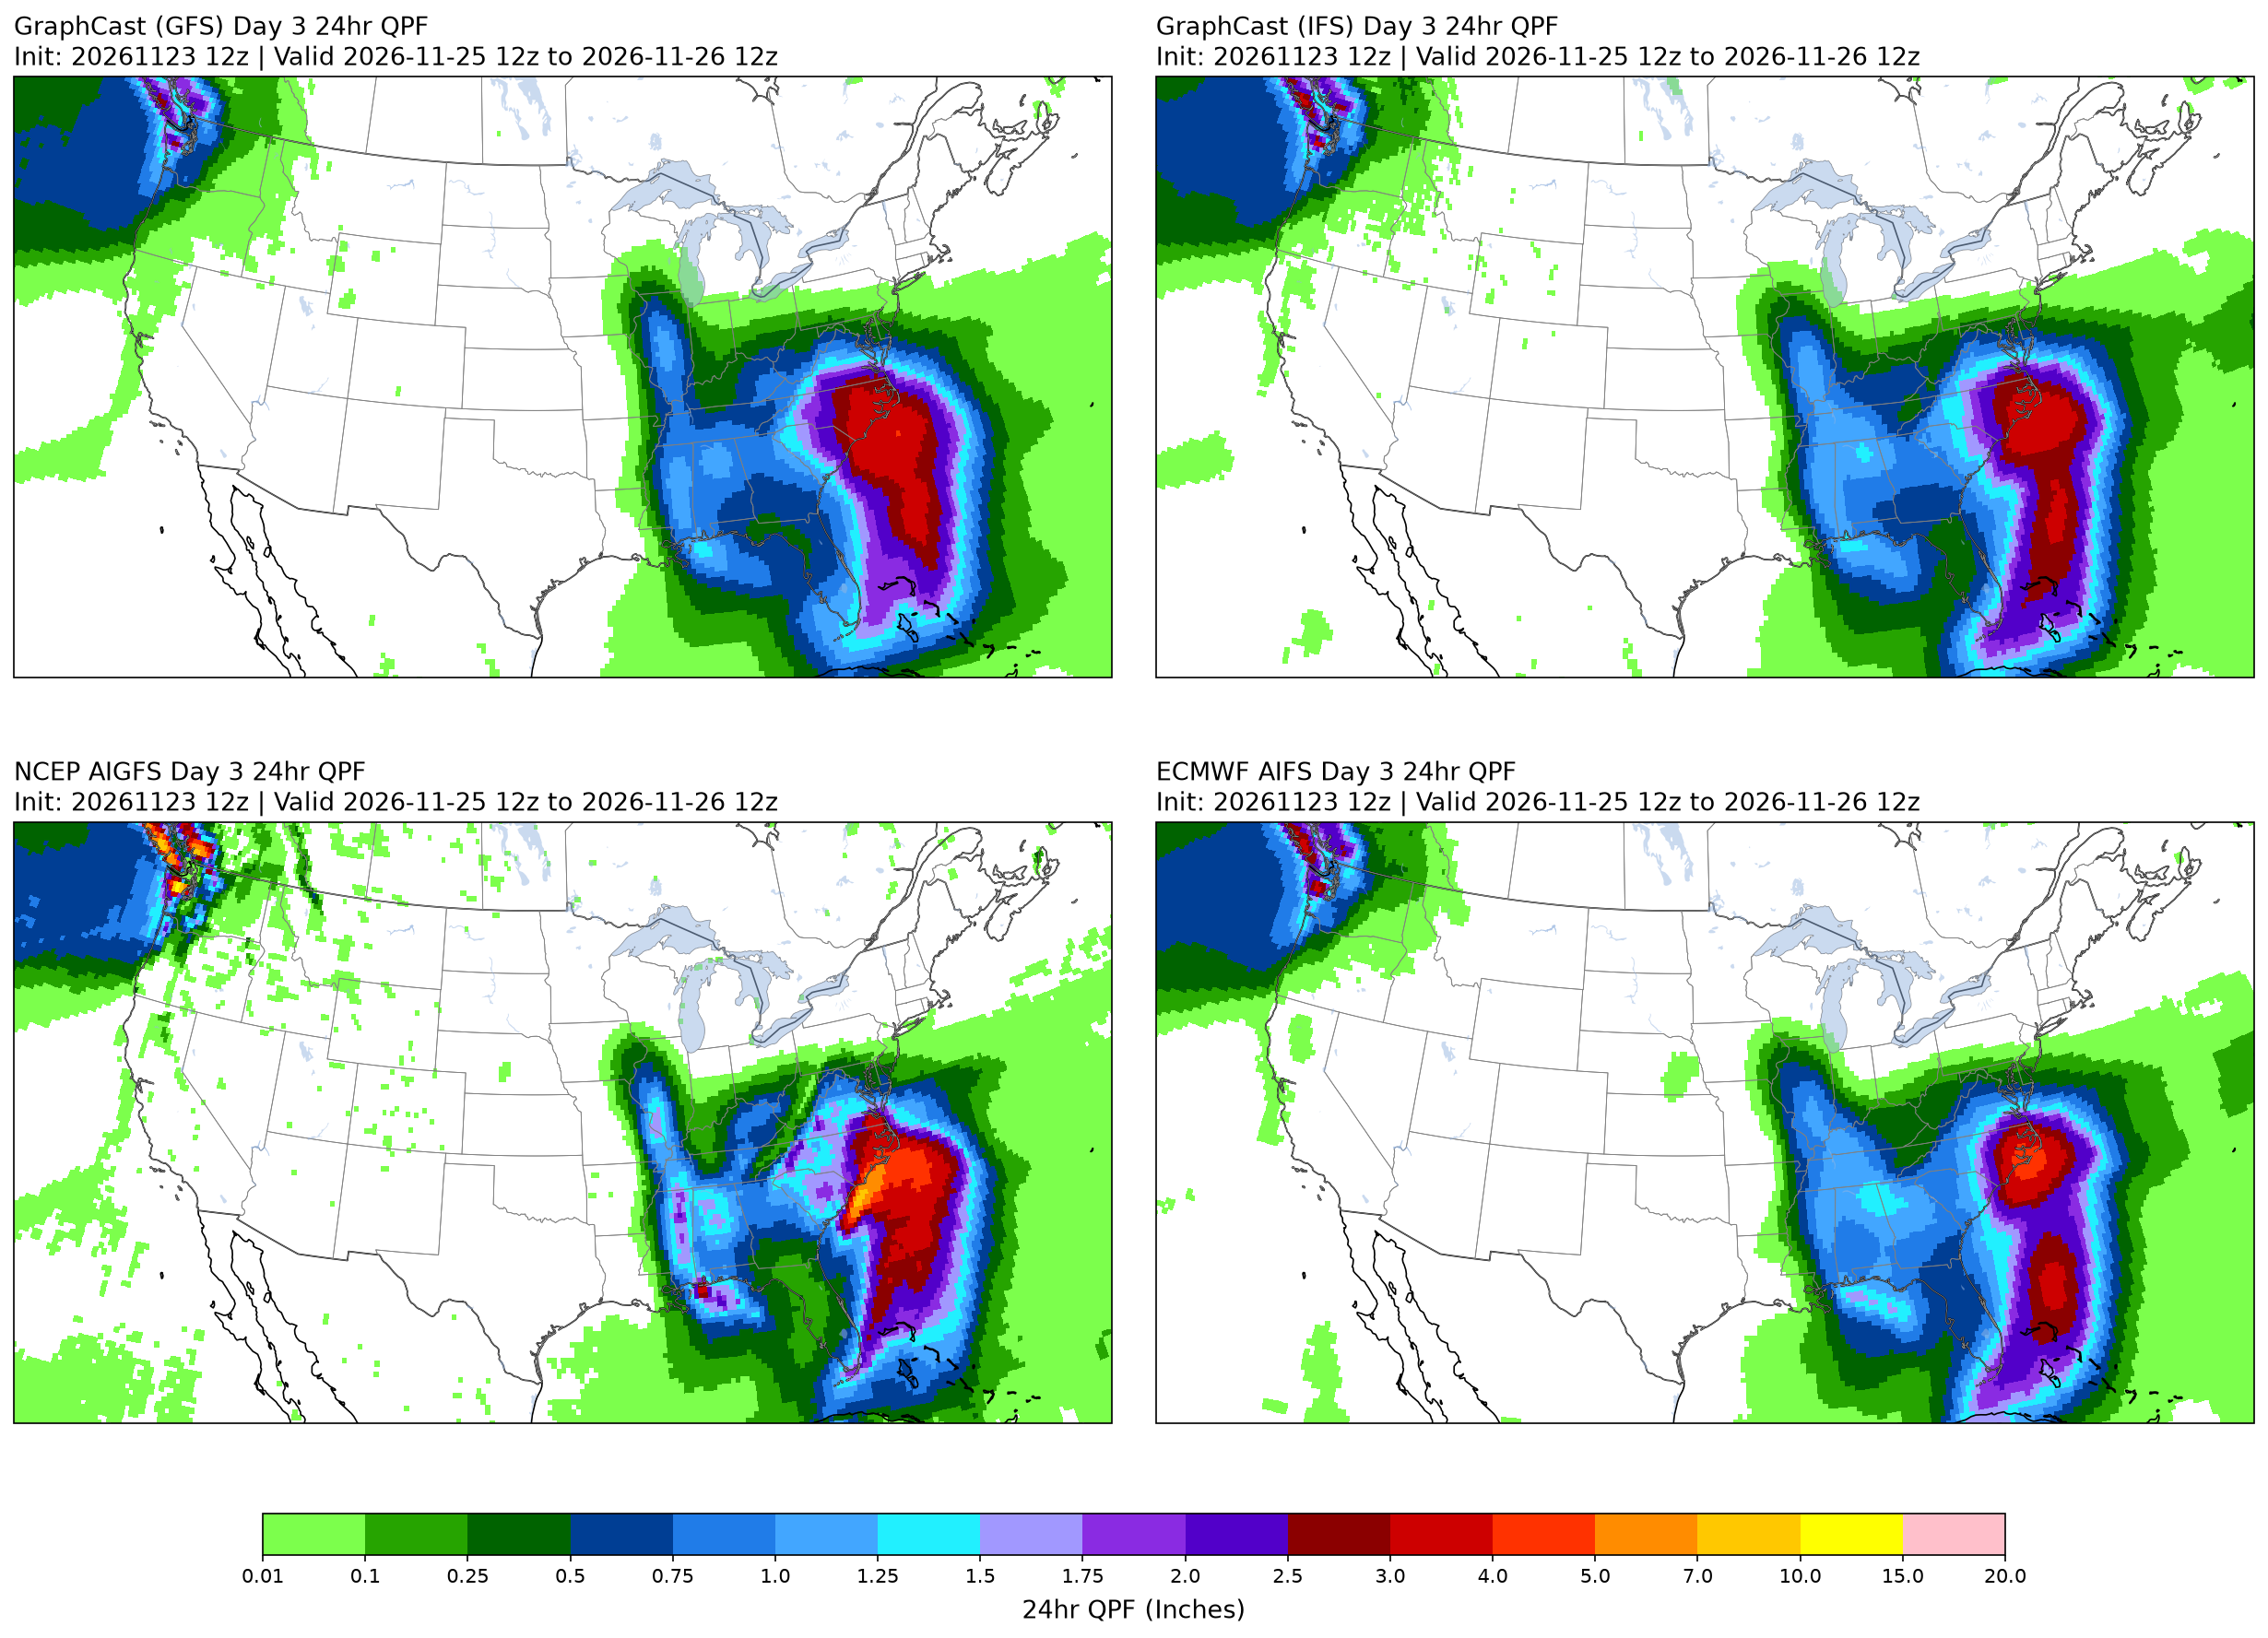 GraphCast (GFS) Day 3 24hr QPF
Init: 20261123 12z | Valid 2026-11-25 12z to 2026-11-26 12z
GraphCast (IFS) Day 3 24hr QPF
Init: 20261123 12z | Valid 2026-11-25 12z to 2026-11-26 12z
NCEP AIGFS Day 3 24hr QPF
Init: 20261123 12z | Valid 2026-11-25 12z to 2026-11-26 12z
ECMWF AIFS Day 3 24hr QPF
Init: 20261123 12z | Valid 2026-11-25 12z to 2026-11-26 12z
0.01 0.1 0.25 0.5 0.75 1.0 1.25 1.5 1.75 2.0 2.5 3.0 4.0 5.0 7.0 10.0 15.0 20.0
24hr QPF (Inches)